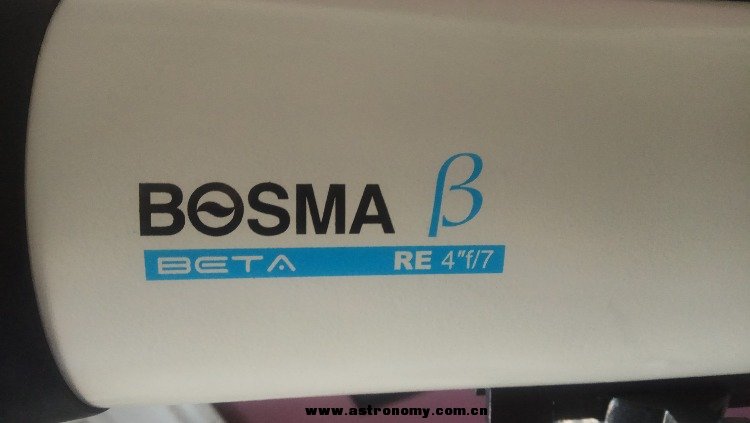 BOSMA β
BETA RE 4"f/7
www.astronomy.com.cn